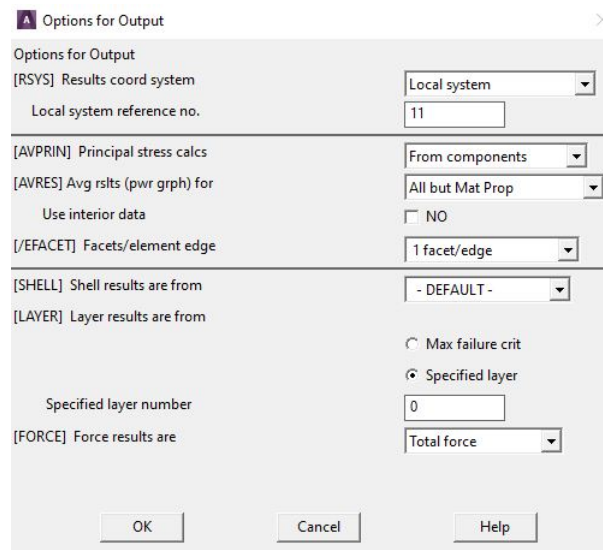 Options for Output
Options for Output
[RSYS] Results coord system Local system
Local system reference no. 11
[AVPRIN] Principal stress calcs From components
[AVRES] Avg rslts (pwr grph) for All but Mat Prop
Use interior data NO
[/EFACET] Facets/element edge 1 facet/edge
[SHELL] Shell results are from - DEFAULT -
[LAYER] Layer results are from
Max failure crit
Specified layer
Specified layer number 0
[FORCE] Force results are Total force
OK Cancel Help